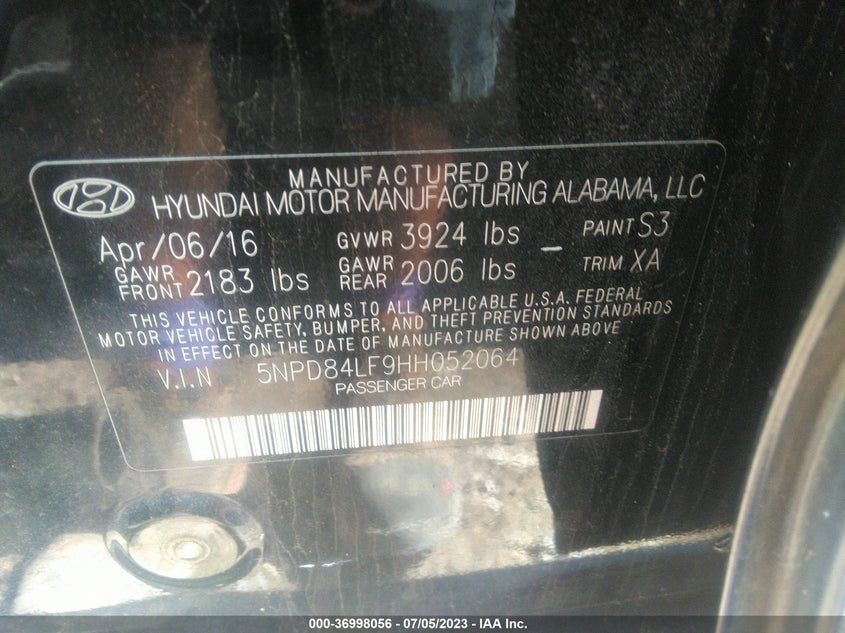 MANUFACTURED BY
HYUNDAI MOTOR MANUFACTURING ALABAMA, LLC
Apr/06/16 GVWR 3924 lbs PAINT S3
GAWR FRONT 2183 lbs GAWR REAR 2006 lbs TRIM XA
THIS VEHICLE CONFORMS TO ALL APPLICABLE U.S.A. FEDERAL
MOTOR VEHICLE SAFETY, BUMPER, AND THEFT PREVENTION STANDARDS
IN EFFECT ON THE DATE OF MANUFACTURE SHOWN ABOVE
V.I.N 5NPD84LF9HH052064
PASSENGER CAR
000-36998056 - 07/05/2023 - IAA Inc.